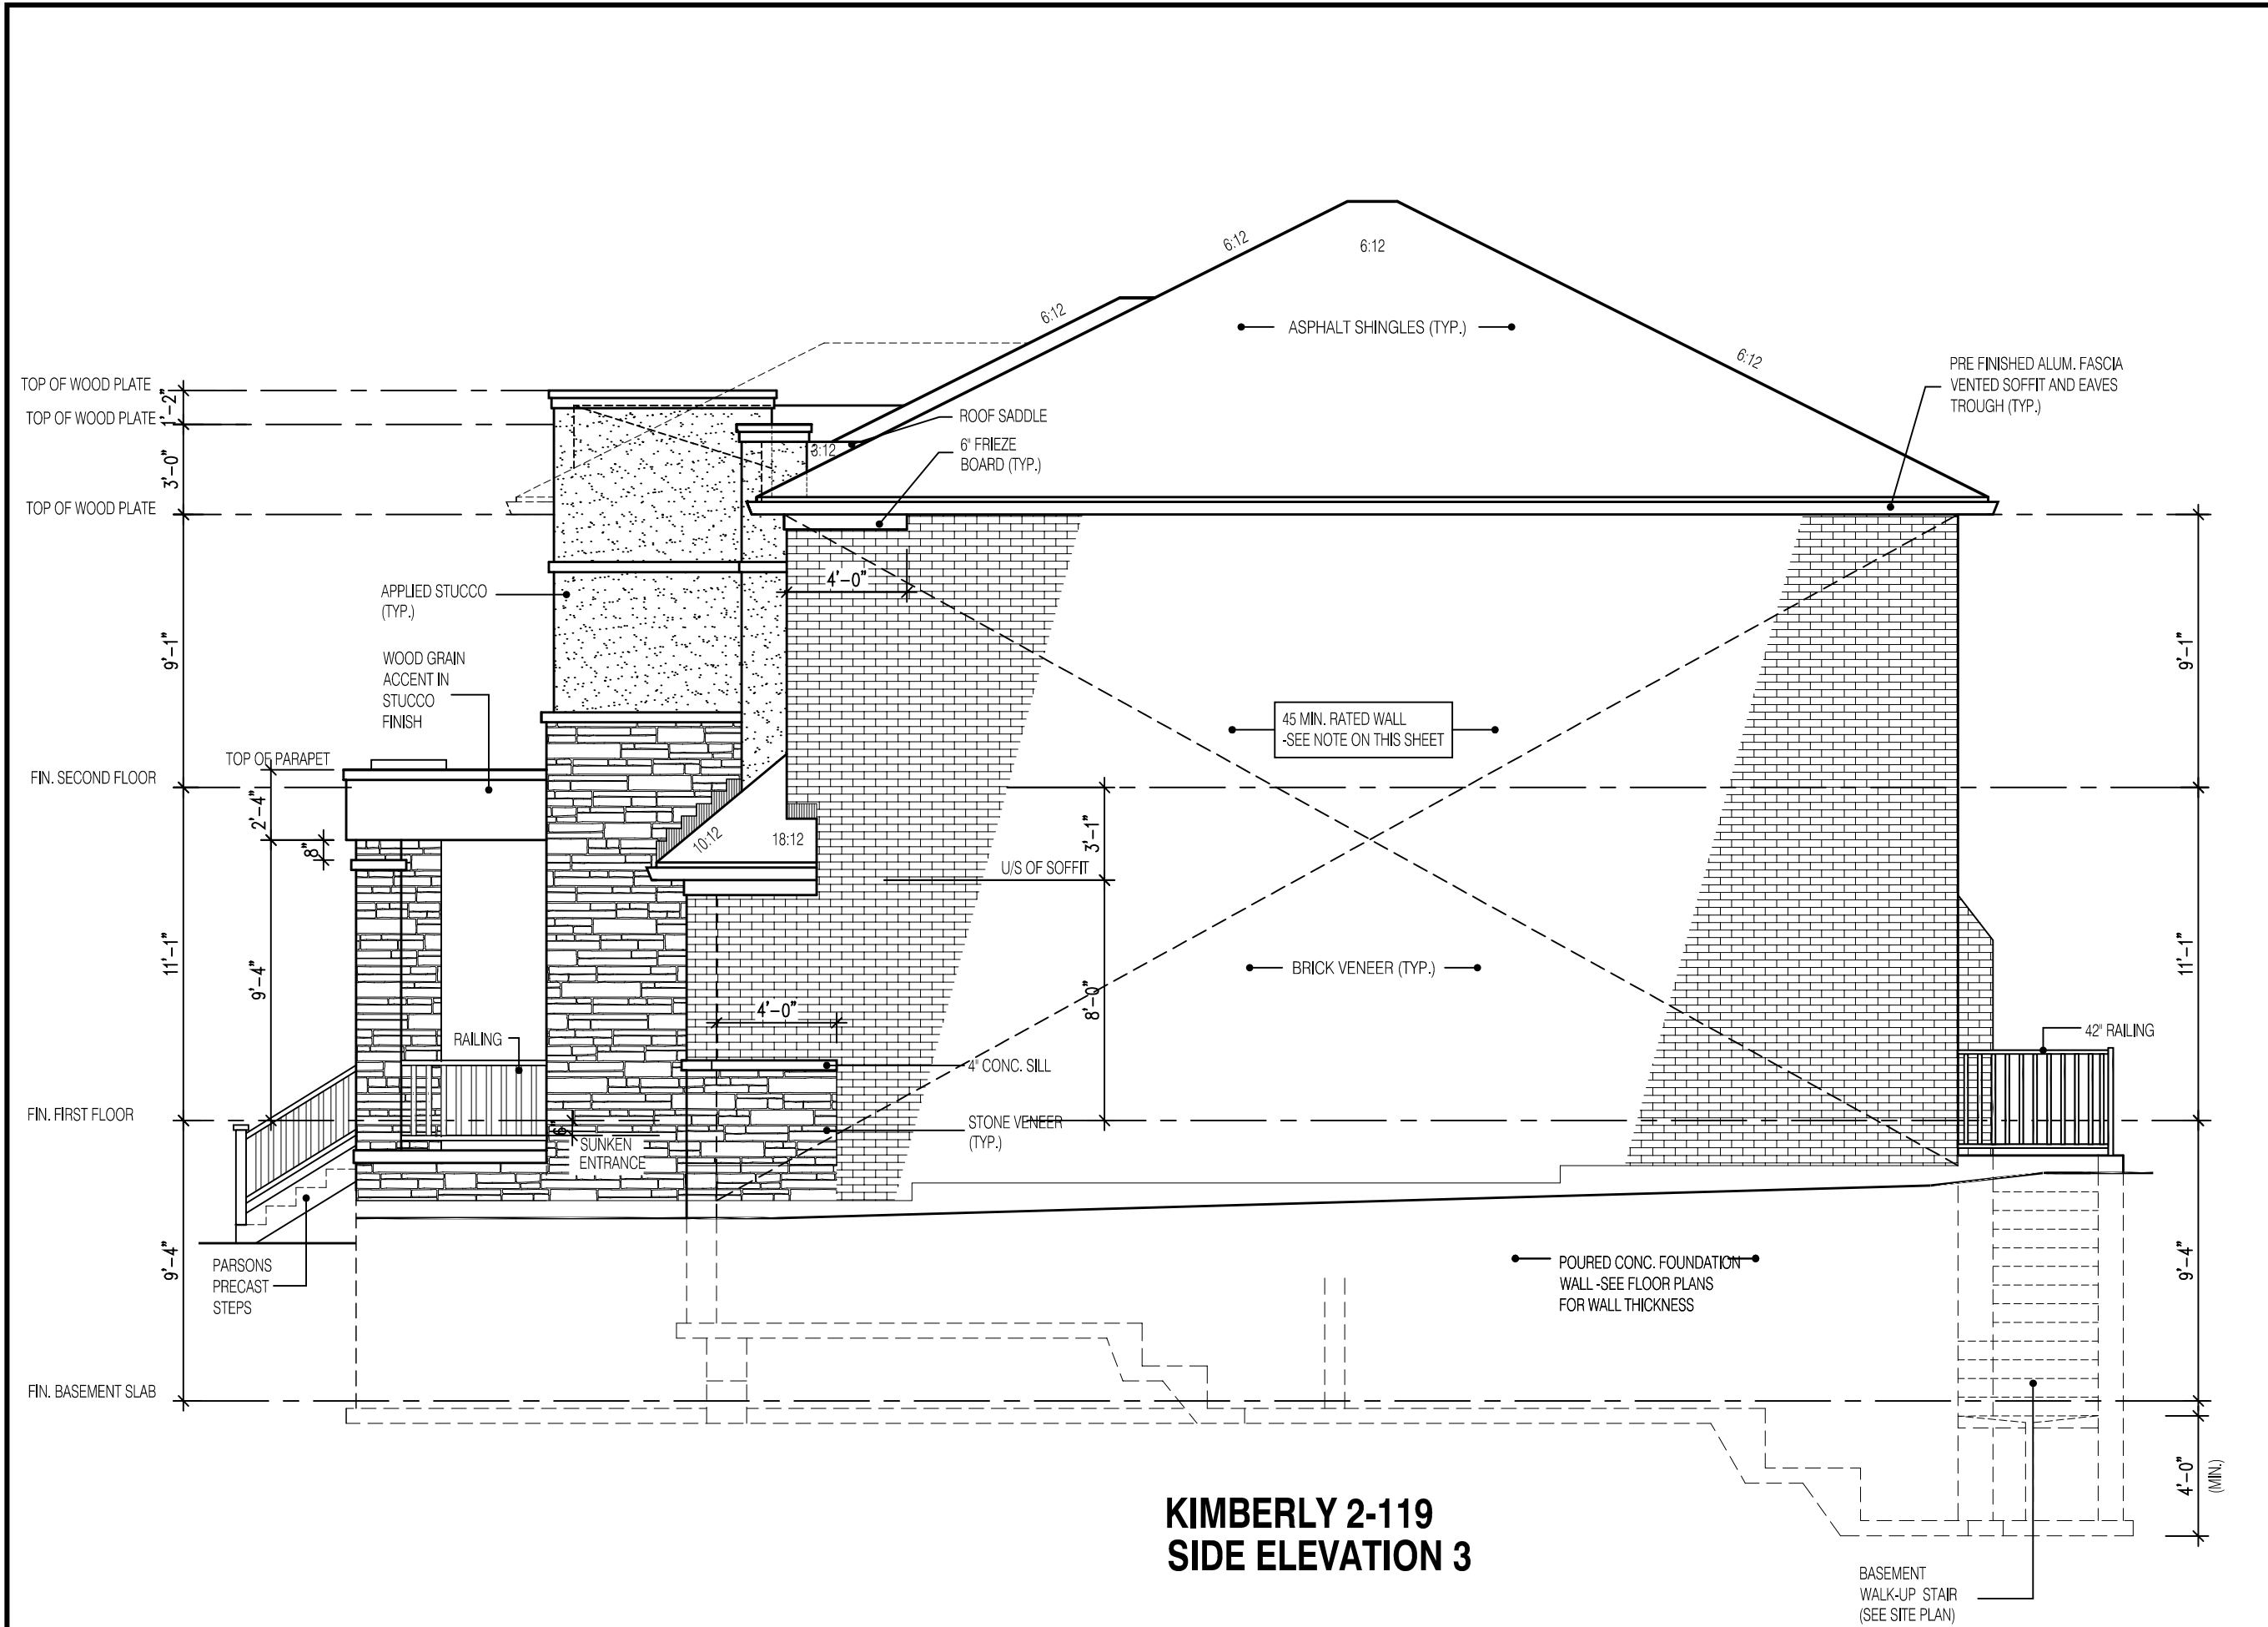 6:12
6:12
6:12
ASPHALT SHINGLES (TYP.)
6:12
PRE FINISHED ALUM. FASCIA
VENTED SOFFIT AND EAVES
TROUGH (TYP.)
TOP OF WOOD PLATE
1'-2"
TOP OF WOOD PLATE
3'-0"
TOP OF WOOD PLATE
ROOF SADDLE
3:12
6" FRIEZE
BOARD (TYP.)
4'-0"
APPLIED STUCCO
(TYP.)
9'-1"
9'-1"
WOOD GRAIN
ACCENT IN
STUCCO
FINISH
45 MIN. RATED WALL
-SEE NOTE ON THIS SHEET
TOP OF PARAPET
FIN. SECOND FLOOR
2'-4"
8"
10:12
18:12
3'-1"
U/S OF SOFFIT
11'-1"
9'-4"
BRICK VENEER (TYP.)
8'-0"
11'-1"
4'-0"
RAILING
42" RAILING
4" CONC. SILL
FIN. FIRST FLOOR
6"
SUNKEN
ENTRANCE
STONE VENEER
(TYP.)
9'-4"
PARSONS
PRECAST
STEPS
POURED CONC. FOUNDATION
WALL -SEE FLOOR PLANS
FOR WALL THICKNESS
9'-4"
FIN. BASEMENT SLAB
4'-0"
(MIN.)
KIMBERLY 2-119
SIDE ELEVATION 3
BASEMENT
WALK-UP STAIR
(SEE SITE PLAN)